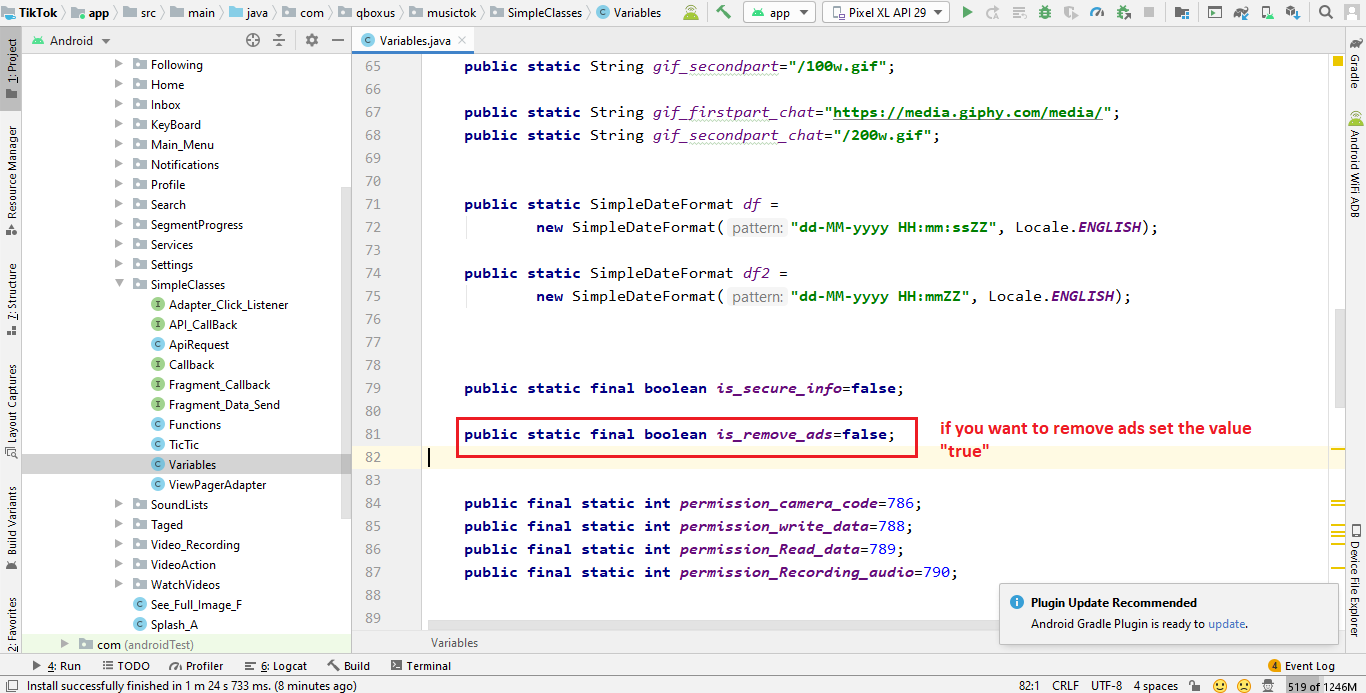 TikTok app src main java com qboxus musictok SimpleClasses Variables app Pixel XL API 29
Android
Variables.java
1: Project
Resource Manager
7: Structure
Layout Captures
Build Variants
2: Favorites
Following
Home
Inbox
KeyBoard
Main_Menu
Notifications
Profile
Search
SegmentProgress
Services
Settings
SimpleClasses
I Adapter_Click_Listener
I API_CallBack
C ApiRequest
I Callback
I Fragment_Callback
I Fragment_Data_Send
C Functions
C TicTic
C Variables
C ViewPagerAdapter
SoundLists
Taged
Video_Recording
VideoAction
WatchVideos
C See_Full_Image_F
C Splash_A
com (androidTest)
65 public static String gif_secondpart="/100w.gif";
66
67 public static String gif_firstpart_chat="https://media.giphy.com/media/";
68 public static String gif_secondpart_chat="/200w.gif";
69
70
71 public static SimpleDateFormat df =
72 new SimpleDateFormat( pattern: "dd-MM-yyyy HH:mm:ssZZ", Locale.ENGLISH);
73
74 public static SimpleDateFormat df2 =
75 new SimpleDateFormat( pattern: "dd-MM-yyyy HH:mmZZ", Locale.ENGLISH);
76
77
78
79 public static final boolean is_secure_info=false;
80
81 public static final boolean is_remove_ads=false;
82
83
84 public final static int permission_camera_code=786;
85 public final static int permission_write_data=788;
86 public final static int permission_Read_data=789;
87 public final static int permission_Recording_audio=790;
88
89
if you want to remove ads set the value
"true"
Gradle
Android WiFi ADB
Device File Explorer
Plugin Update Recommended
Android Gradle Plugin is ready to update.
Variables
4: Run TODO Profiler 6: Logcat Build Terminal 4 Event Log
Install successfully finished in 1 m 24 s 733 ms. (8 minutes ago) 82:1 CRLF UTF-8 4 spaces 519 of 1246M